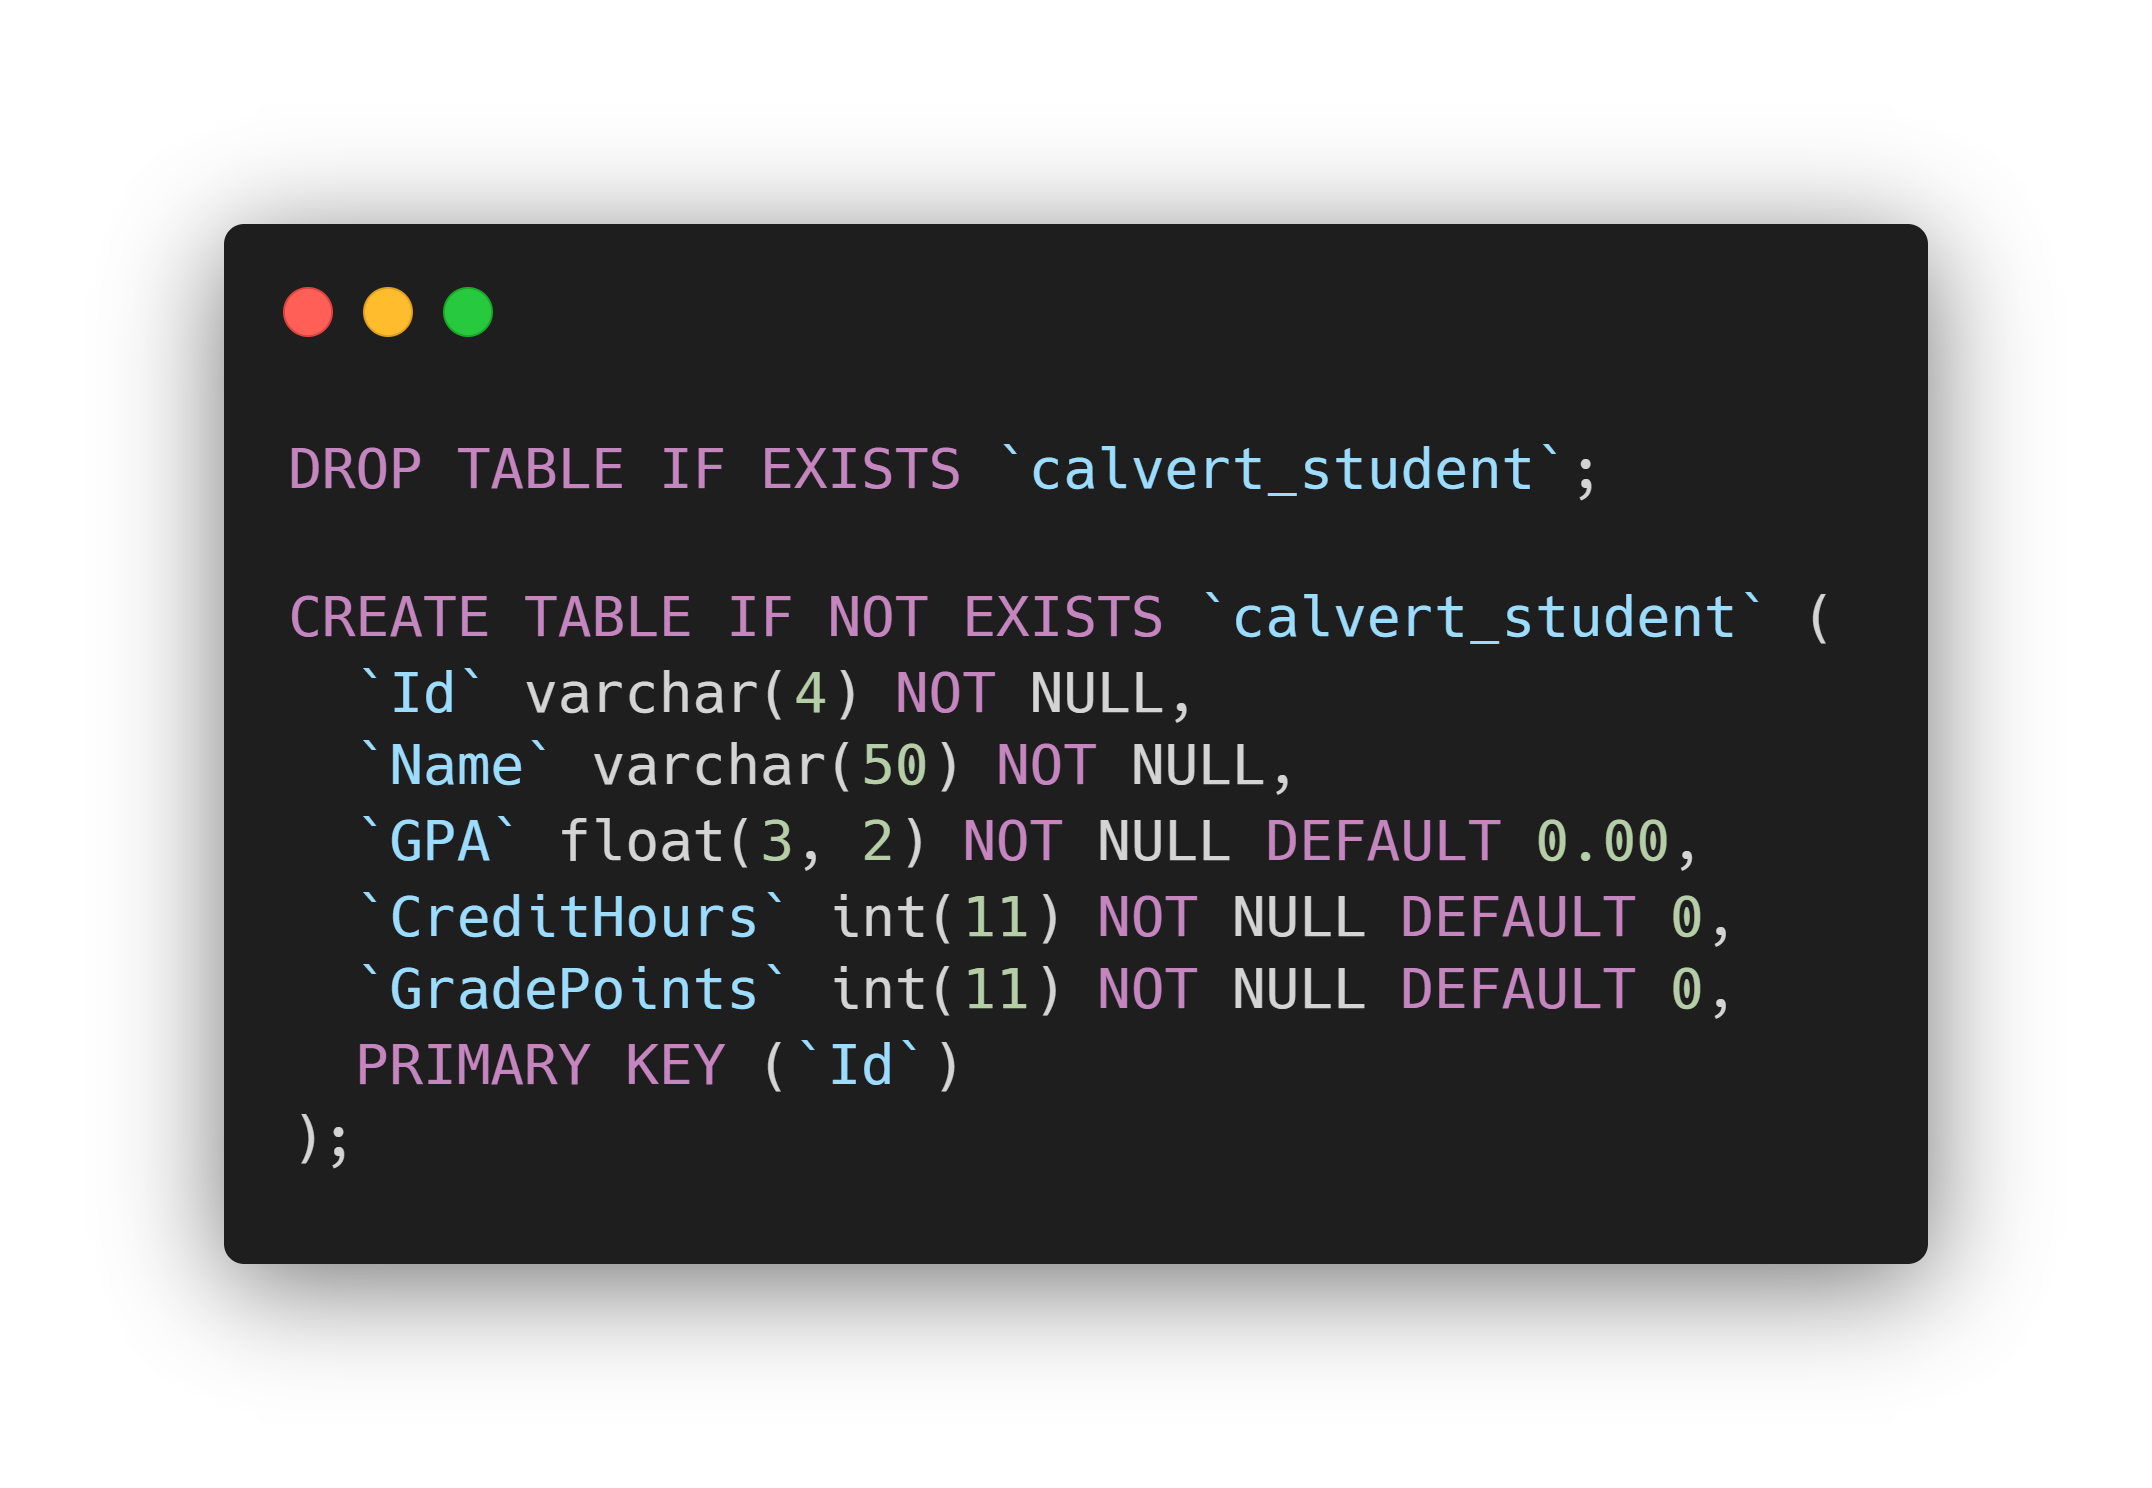 DROP TABLE IF EXISTS `calvert_student`;
CREATE TABLE IF NOT EXISTS `calvert_student` (
  `Id` varchar(4) NOT NULL,
  `Name` varchar(50) NOT NULL,
  `GPA` float(3, 2) NOT NULL DEFAULT 0.00,
  `CreditHours` int(11) NOT NULL DEFAULT 0,
  `GradePoints` int(11) NOT NULL DEFAULT 0,
  PRIMARY KEY (`Id`)
);